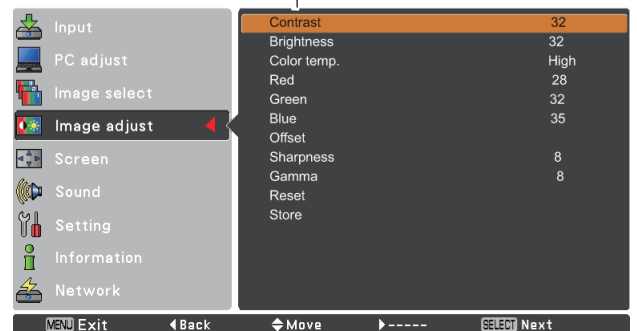 Input
PC adjust
Image select
Image adjust
Screen
Sound
Setting
Information
Network
Contrast 32
Brightness 32
Color temp. High
Red 28
Green 32
Blue 35
Offset
Sharpness 8
Gamma 8
Reset
Store
MENU Exit Back Move ----- SELECT Next